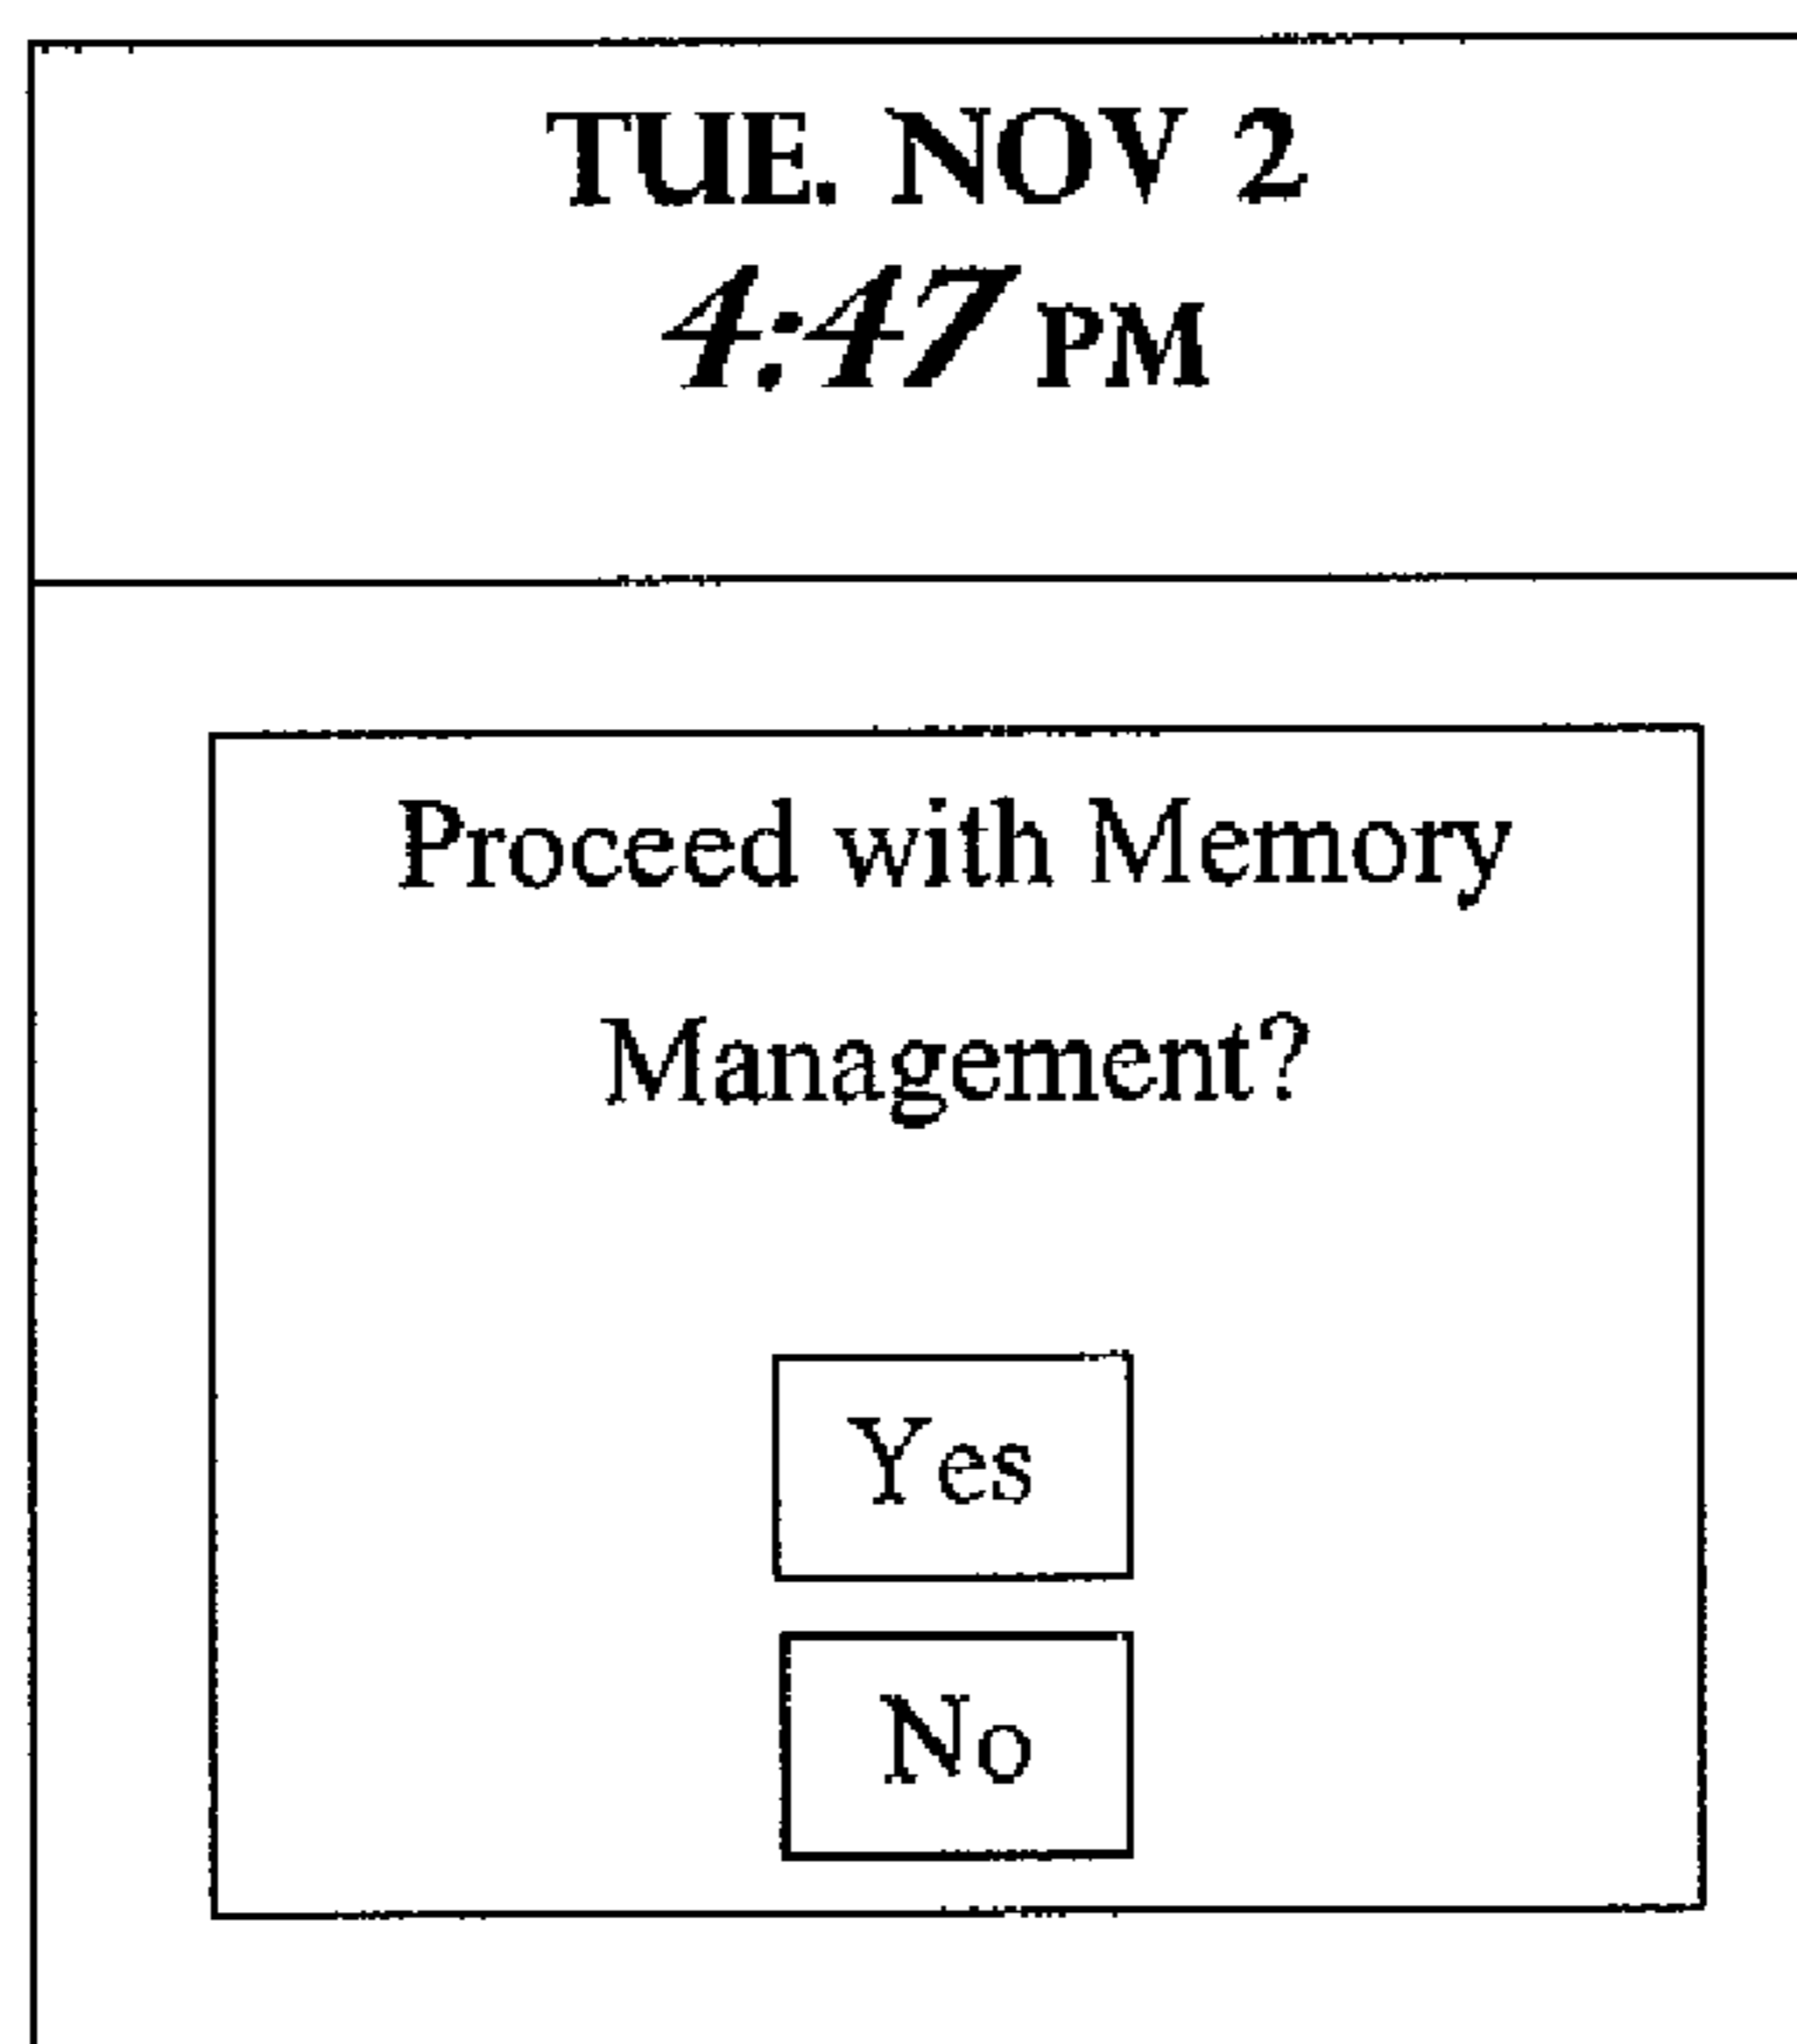 TUE. NOV 2
4:47 PM
Proceed with Memory
Management?
Yes
No